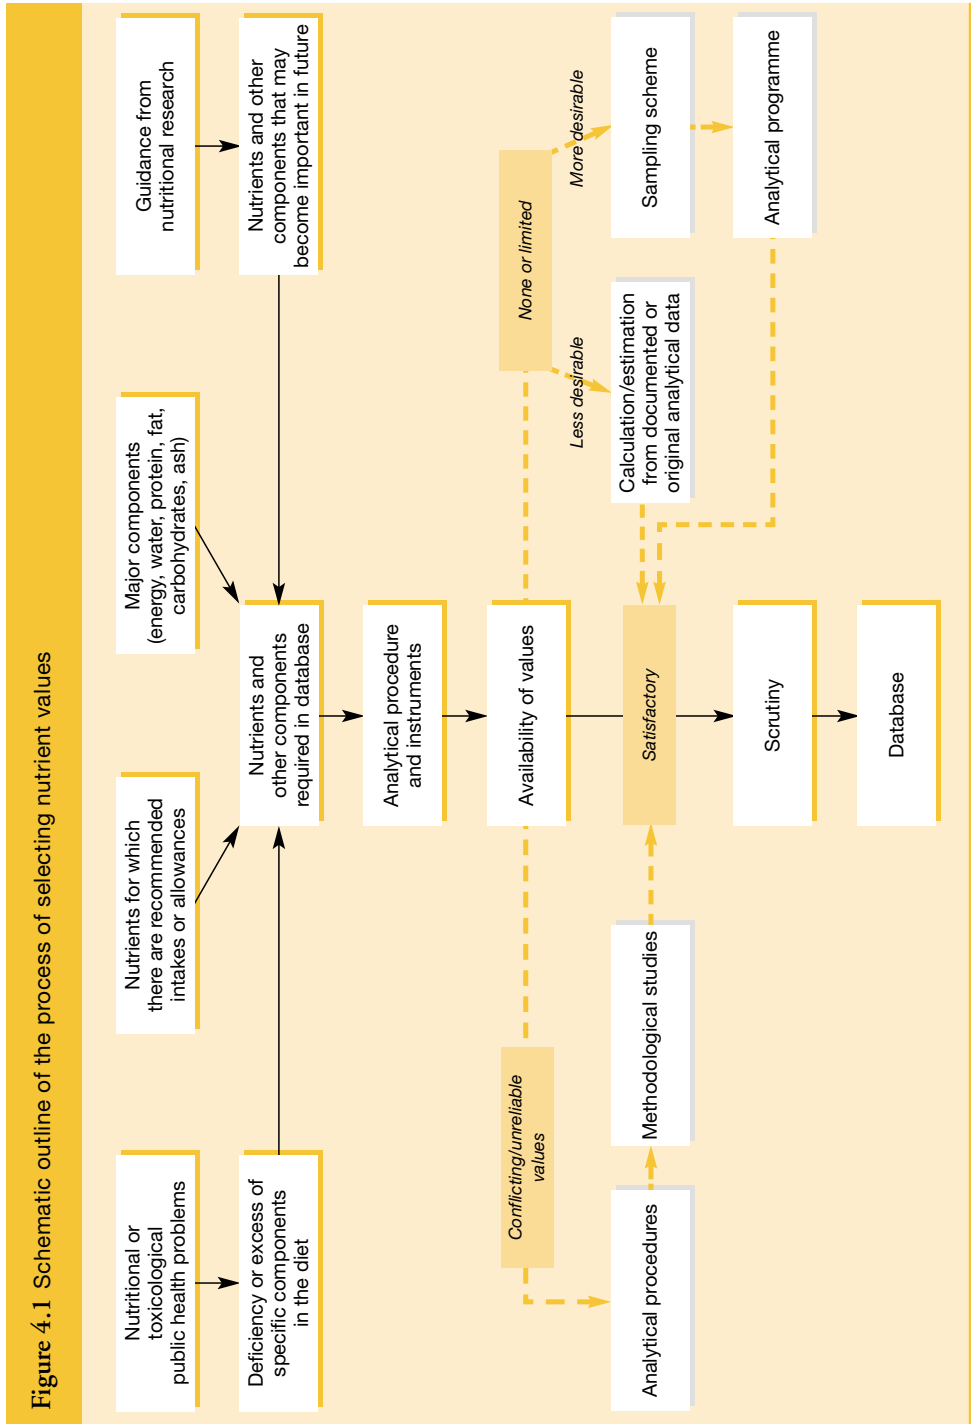 Figure 4.1 Schematic outline of the process of selecting nutrient values
Nutritional or
toxicological
public health problems
Nutrients for which
there are recommended
intakes or allowances
Major components
(energy, water, protein, fat,
carbohydrates, ash)
Guidance from
nutritional research
Deficiency or excess of
specific components
in the diet
Nutrients and
other components
required in database
Nutrients and other
components that may
become important in future
Analytical procedure
and instruments
Conflicting/unreliable
values
Availability of values
None or limited
Less desirable
More desirable
Analytical procedures
Methodological studies
Satisfactory
Calculation/estimation
from documented or
original analytical data
Sampling scheme
Scrutiny
Analytical programme
Database